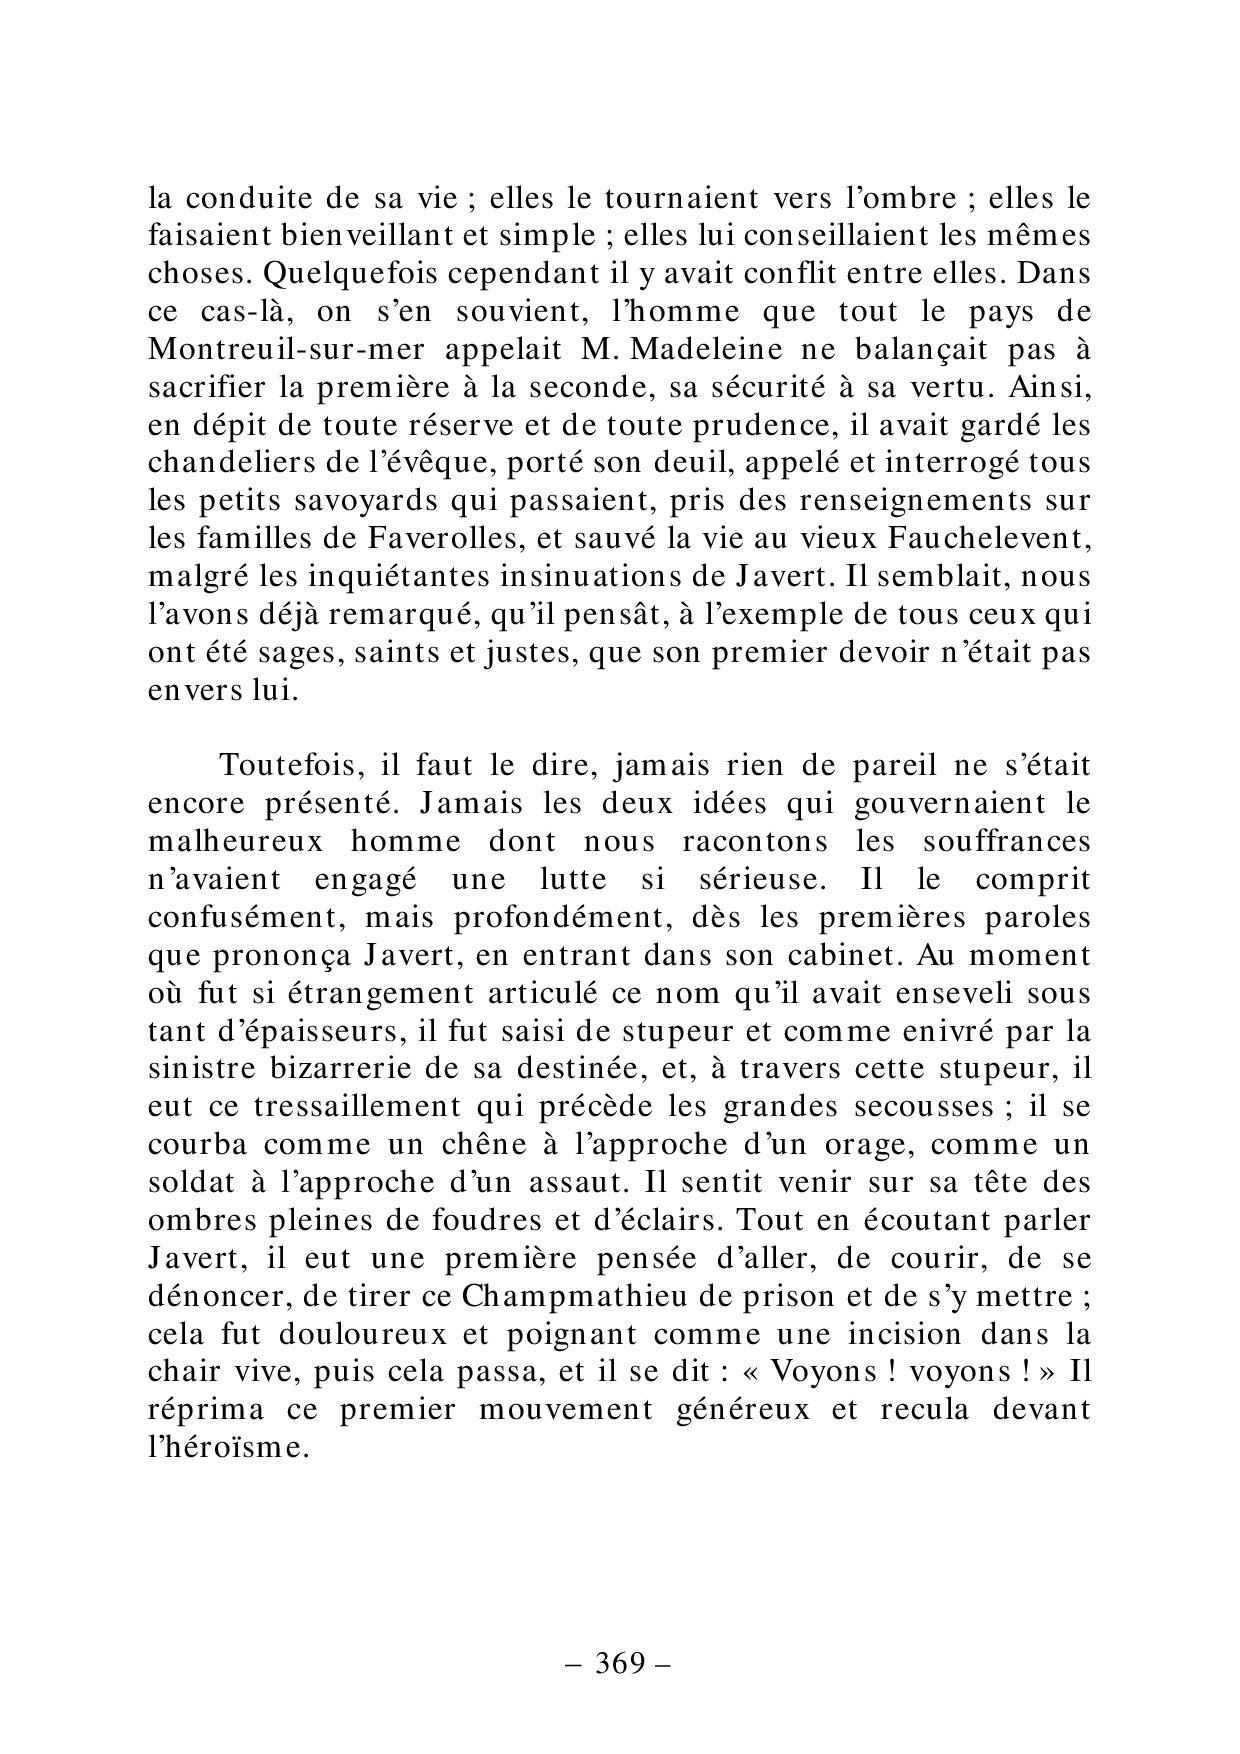 la conduite de sa vie ; elles le tournaient vers l’ombre ; elles le
faisaient bienveillant et simple ; elles lui conseillaient les mêmes
choses. Quelquefois cependant il y avait conflit entre elles. Dans
ce cas-là, on s’en souvient, l’homme que tout le pays de
Montreuil-sur-mer appelait M. Madeleine ne balançait pas à
sacrifier la première à la seconde, sa sécurité à sa vertu. Ainsi,
en dépit de toute réserve et de toute prudence, il avait gardé les
chandeliers de l’évêque, porté son deuil, appelé et interrogé tous
les petits savoyards qui passaient, pris des renseignements sur
les familles de Faverolles, et sauvé la vie au vieux Fauchelevent,
malgré les inquiétantes insinuations de Javert. Il semblait, nous
l’avons déjà remarqué, qu’il pensât, à l’exemple de tous ceux qui
ont été sages, saints et justes, que son premier devoir n’était pas
envers lui.
Toutefois, il faut le dire, jamais rien de pareil ne s’était
encore présenté. Jamais les deux idées qui gouvernaient le
malheureux homme dont nous racontons les souffrances
n’avaient engagé une lutte si sérieuse. Il le comprit
confusément, mais profondément, dès les premières paroles
que prononça Javert, en entrant dans son cabinet. Au moment
où fut si étrangement articulé ce nom qu’il avait enseveli sous
tant d’épaisseurs, il fut saisi de stupeur et comme enivré par la
sinistre bizarrerie de sa destinée, et, à travers cette stupeur, il
eut ce tressaillement qui précède les grandes secousses ; il se
courba comme un chêne à l’approche d’un orage, comme un
soldat à l’approche d’un assaut. Il sentit venir sur sa tête des
ombres pleines de foudres et d’éclairs. Tout en écoutant parler
Javert, il eut une première pensée d’aller, de courir, de se
dénoncer, de tirer ce Champmathieu de prison et de s’y mettre ;
cela fut douloureux et poignant comme une incision dans la
chair vive, puis cela passa, et il se dit : « Voyons ! voyons ! » Il
réprima ce premier mouvement généreux et recula devant
l’héroïsme.
– 369 –